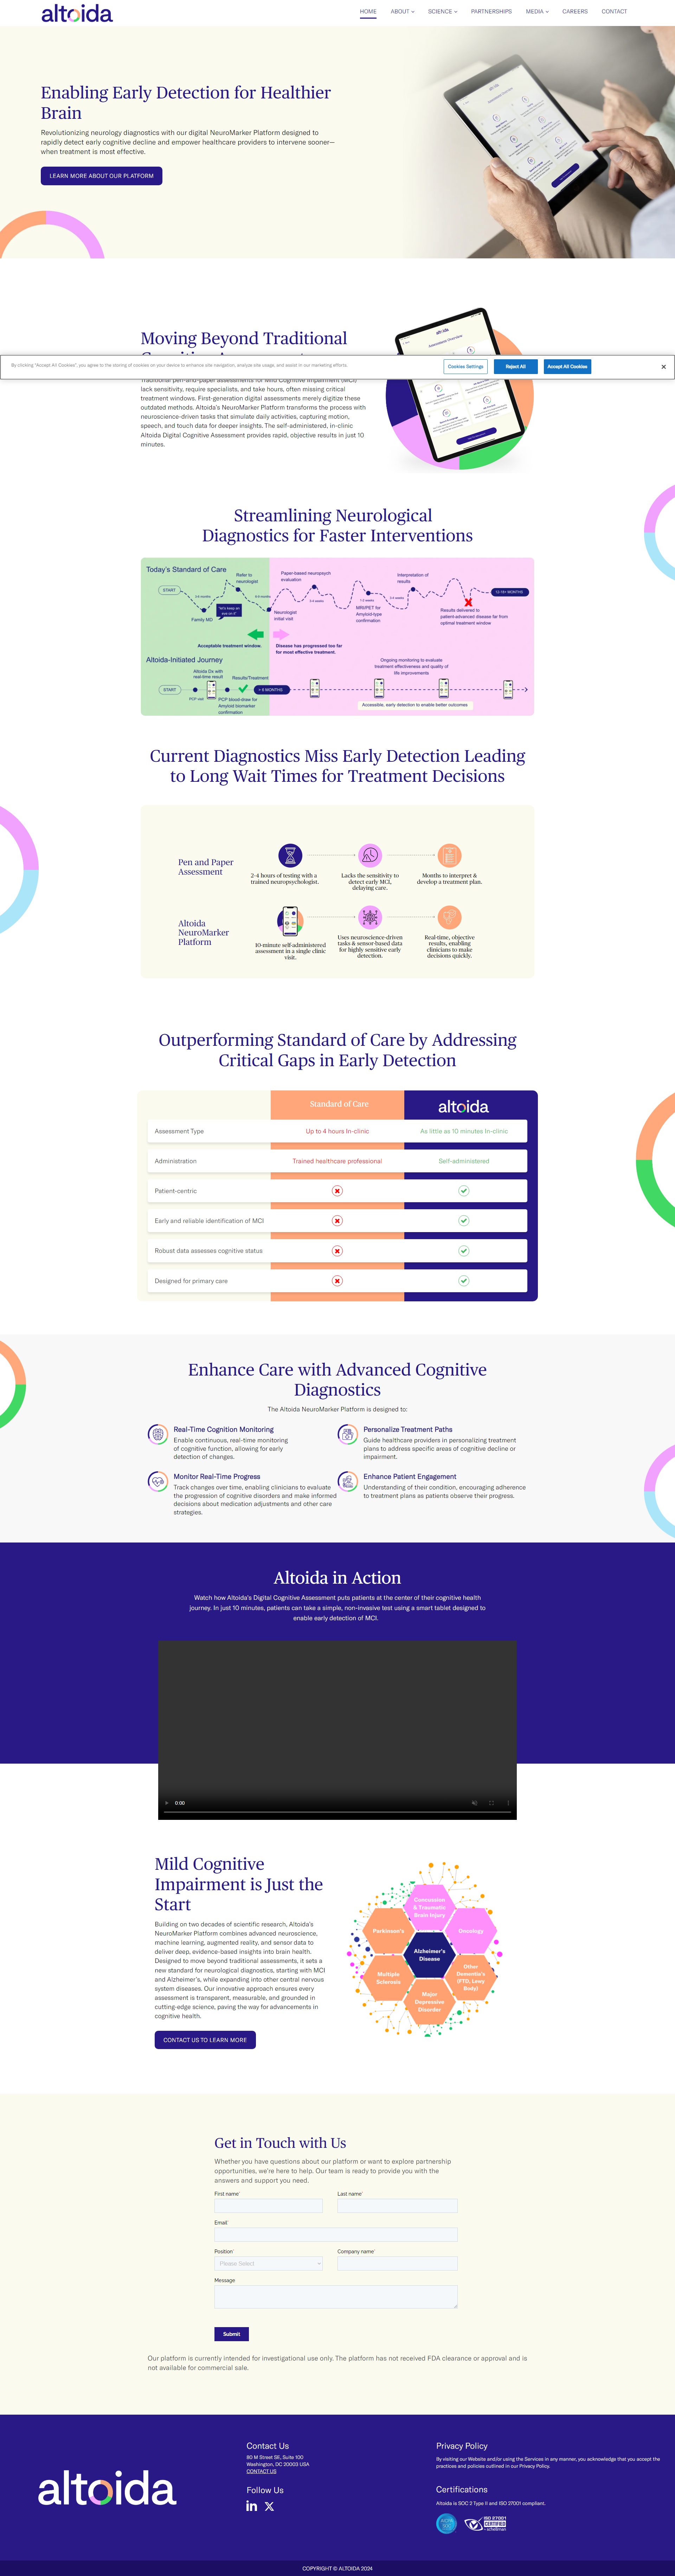 altoida
HOME
ABOUT
SCIENCE
PARTNERSHIPS
MEDIA
CAREERS
CONTACT
Enabling Early Detection for Healthier
Brain
Revolutionizing neurology diagnostics with our digital NeuroMarker Platform designed to
rapidly detect early cognitive decline and empower healthcare providers to intervene sooner—
when treatment is most effective.
LEARN MORE ABOUT OUR PLATFORM
Moving Beyond Traditional
By clicking "Accept All Cookies", you agree to the storing of cookies on your device to enhance site navigation, analyze site usage, and assist in our marketing efforts.
Cookies Settings
Reject All
Accept All Cookies
Traditional pen-and-paper assessments for Mild Cognitive Impairment (MCI)
lack sensitivity, require specialists, and take hours, often missing critical
treatment windows. First-generation digital assessments merely digitize these
outdated methods. Altoida's NeuroMarker Platform transforms the process with
neuroscience-driven tasks that simulate daily activities, capturing motion,
speech, and touch data for deeper insights. The self-administered, in-clinic
Altoida Digital Cognitive Assessment provides rapid, objective results in just 10
minutes.
Streamlining Neurological
Diagnostics for Faster Interventions
Today's Standard of Care
START
Family MD
Refer to
neurologist
"let's keep an
eye on it"
Neurologist
initial visit
Paper-based neuropsych
evaluation
MRI/PET for
Amyloid-type
confirmation
Interpretation of
results
Results delivered to
patient-advanced disease far from
optimal treatment window
Acceptable treatment window.
Disease has progressed too far
for most effective treatment.
Altoida-Initiated Journey
START
PCP visit
Altoida Dx with
real-time result
PCP blood-draw for
Amyloid biomarker
confirmation
Results/Treatment
Ongoing monitoring to evaluate
treatment effectiveness and quality of
life improvements
Accessible, early detection to enable better outcomes
Current Diagnostics Miss Early Detection Leading
to Long Wait Times for Treatment Decisions
Pen and Paper
Assessment
2-4 hours of testing with a
trained neuropsychologist.
Lacks the sensitivity to
detect early MCI,
delaying care.
Months to interpret &
develop a treatment plan.
Altoida
NeuroMarker
Platform
10-minute self-administered
assessment in a single clinic
visit.
Uses neuroscience-driven
tasks & sensor-based data
for highly sensitive early
detection.
Real-time, objective
results, enabling
clinicians to make
decisions quickly.
Outperforming Standard of Care by Addressing
Critical Gaps in Early Detection
Standard of Care
altoida
Assessment Type
Up to 4 hours In-clinic
As little as 10 minutes In-clinic
Administration
Trained healthcare professional
Self-administered
Patient-centric
Early and reliable identification of MCI
Robust data assesses cognitive status
Designed for primary care
Enhance Care with Advanced Cognitive
Diagnostics
The Altoida NeuroMarker Platform is designed to:
Real-Time Cognition Monitoring
Enable continuous, real-time monitoring
of cognitive function, allowing for early
detection of changes.
Personalize Treatment Paths
Guide healthcare providers in personalizing treatment
plans to address specific areas of cognitive decline or
impairment.
Monitor Real-Time Progress
Track changes over time, enabling clinicians to evaluate
the progression of cognitive disorders and make informed
decisions about medication adjustments and other care
strategies.
Enhance Patient Engagement
Understanding of their condition, encouraging adherence
to treatment plans as patients observe their progress.
Altoida in Action
Watch how Altoida's Digital Cognitive Assessment puts patients at the center of their cognitive health
journey. In just 10 minutes, patients can take a simple, non-invasive test using a smart tablet designed to
enable early detection of MCI.
0:00
Mild Cognitive
Impairment is Just the
Start
Building on two decades of scientific research, Altoida's
NeuroMarker Platform combines advanced neuroscience,
machine learning, augmented reality, and sensor data to
deliver deep, evidence-based insights into brain health.
Designed to move beyond traditional assessments, it sets a
new standard for neurological diagnostics, starting with MCI
and Alzheimer's, while expanding into other central nervous
system diseases. Our innovative approach ensures every
assessment is transparent, measurable, and grounded in
cutting-edge science, paving the way for advancements in
cognitive health.
CONTACT US TO LEARN MORE
Concussion
& Traumatic
Brain Injury
Parkinson's
Oncology
Alzheimer's
Disease
Multiple
Sclerosis
Other
Dementia's
(FTD, Lewy
Body)
Major
Depressive
Disorder
Get in Touch with Us
Whether you have questions about our platform or want to explore partnership
opportunities, we're here to help. Our team is ready to provide you with the
answers and support you need.
First name*
Last name*
Email*
Position*
Company name*
Please Select
Message
Submit
Our platform is currently intended for investigational use only. The platform has not received FDA clearance or approval and is
not available for commercial sale.
altoida
Contact Us
80 M Street SE, Suite 100
Washington, DC 20003 USA
CONTACT US
Follow Us
Privacy Policy
By visiting our Website and/or using the Services in any manner, you acknowledge that you accept the
practices and policies outlined in our Privacy Policy.
Certifications
Altoida is SOC 2 Type II and ISO 27001 compliant.
ISO 27001
CERTIFIED
COPYRIGHT © ALTOIDA 2024